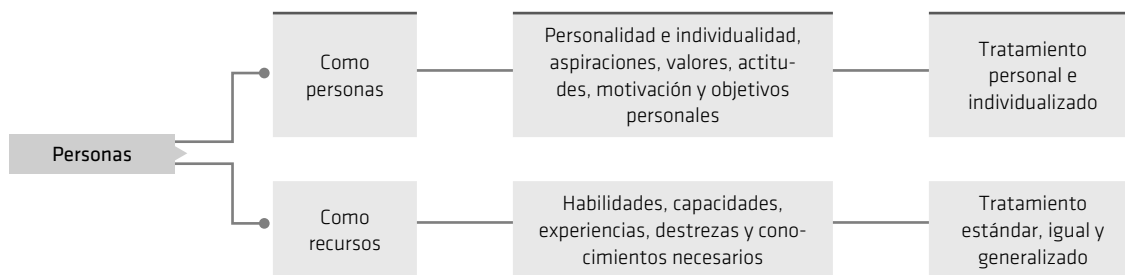 Personas
Como
personas
Personalidad e individualidad,
aspiraciones, valores, actitu-
des, motivación y objetivos
personales
Tratamiento
personal e
individualizado
Como
recursos
Habilidades, capacidades,
experiencias, destrezas y cono-
cimientos necesarios
Tratamiento
estándar, igual y
generalizado